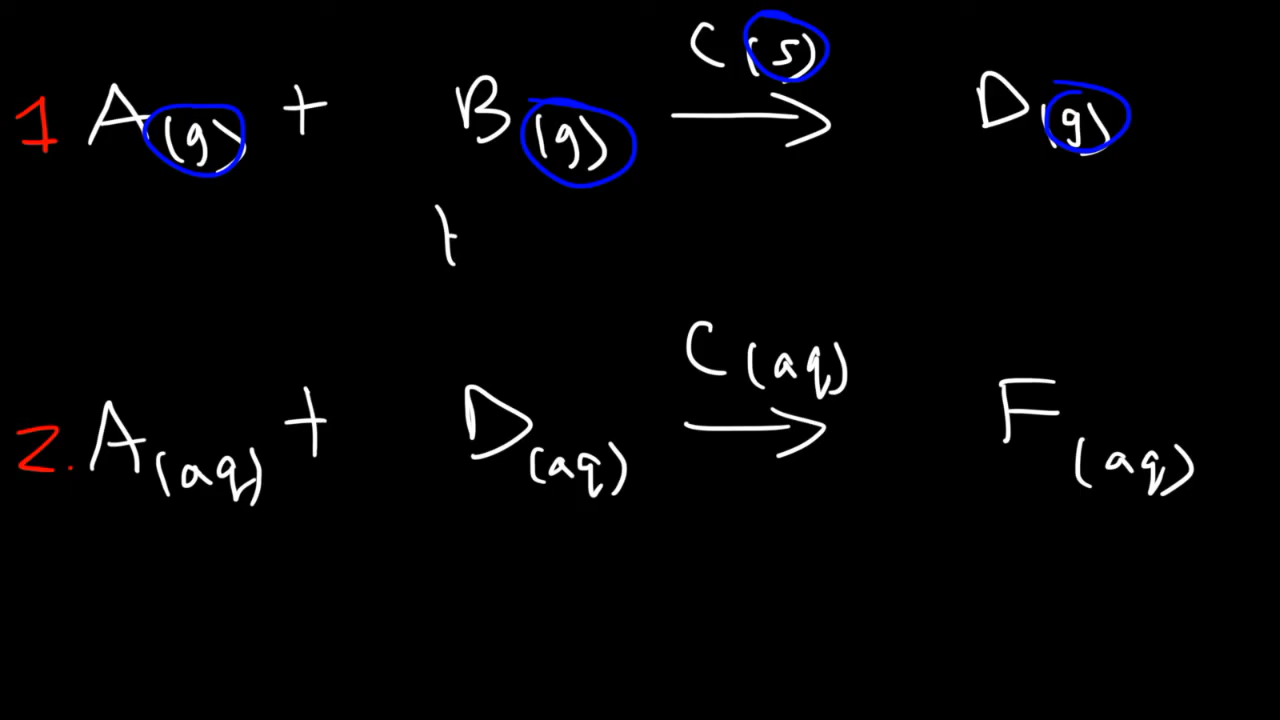 C(s)
1 A(g) + B(g) → D(g)
C(aq)
2. A(aq) + D(aq) → F(aq)